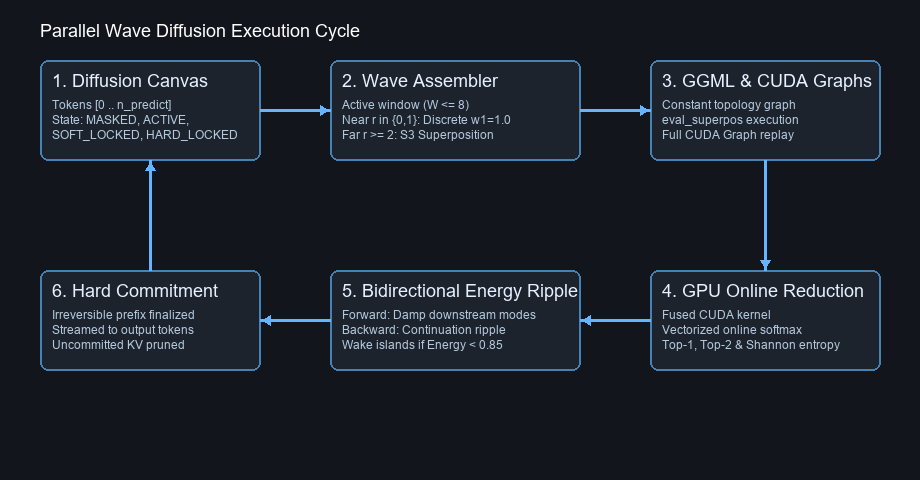 Parallel Wave Diffusion Execution Cycle
1. Diffusion Canvas
Tokens [0 .. n_predict]
State: MASKED, ACTIVE,
SOFT_LOCKED, HARD_LOCKED
2. Wave Assembler
Active window (W <= 8)
Near r in {0,1}: Discrete w1=1.0
Far r >= 2: S3 Superposition
3. GGML & CUDA Graphs
Constant topology graph
eval_superpos execution
Full CUDA Graph replay
4. GPU Online Reduction
Fused CUDA kernel
Vectorized online softmax
Top-1, Top-2 & Shannon entropy
5. Bidirectional Energy Ripple
Forward: Damp downstream modes
Backward: Continuation ripple
Wake islands if Energy < 0.85
6. Hard Commitment
Irreversible prefix finalized
Streamed to output tokens
Uncommitted KV pruned